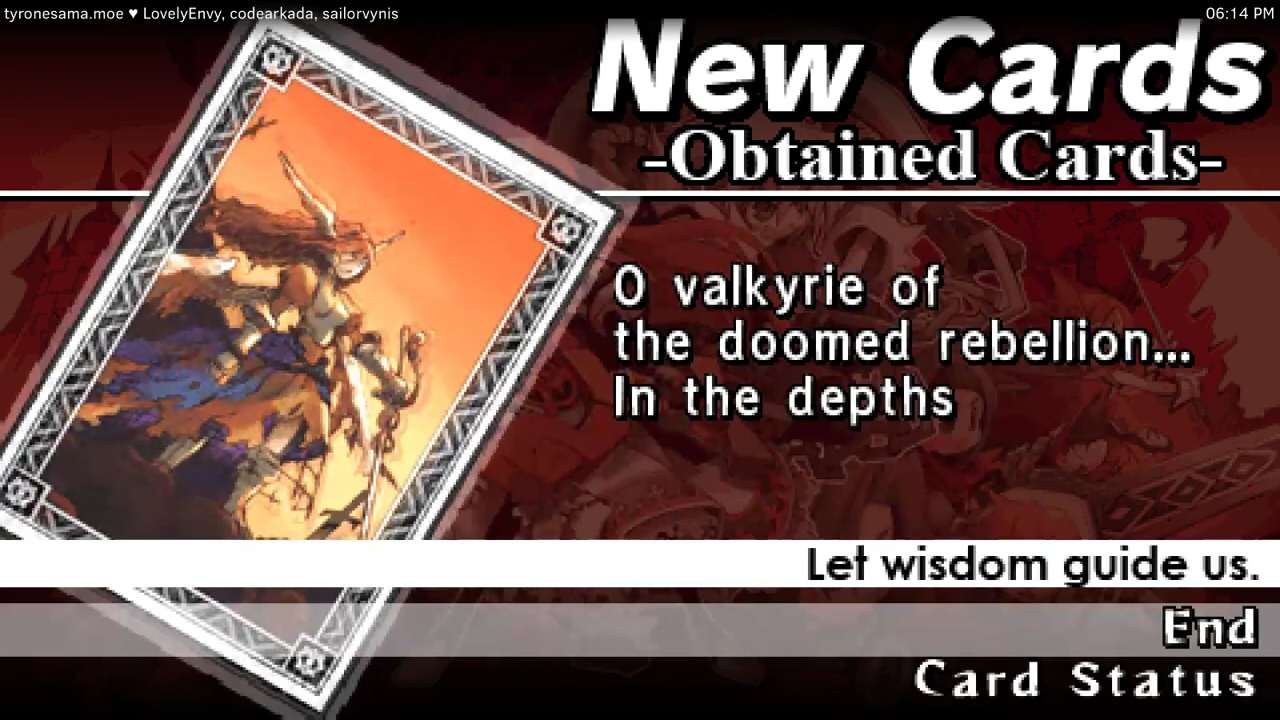 tyronesama.moe ♥ LovelyEnvy, codearkada, sailorvynis
06:14 PM
New Cards
-Obtained Cards-
O valkyrie of
the doomed rebellion...
In the depths
Let wisdom guide us.
End
Card Status